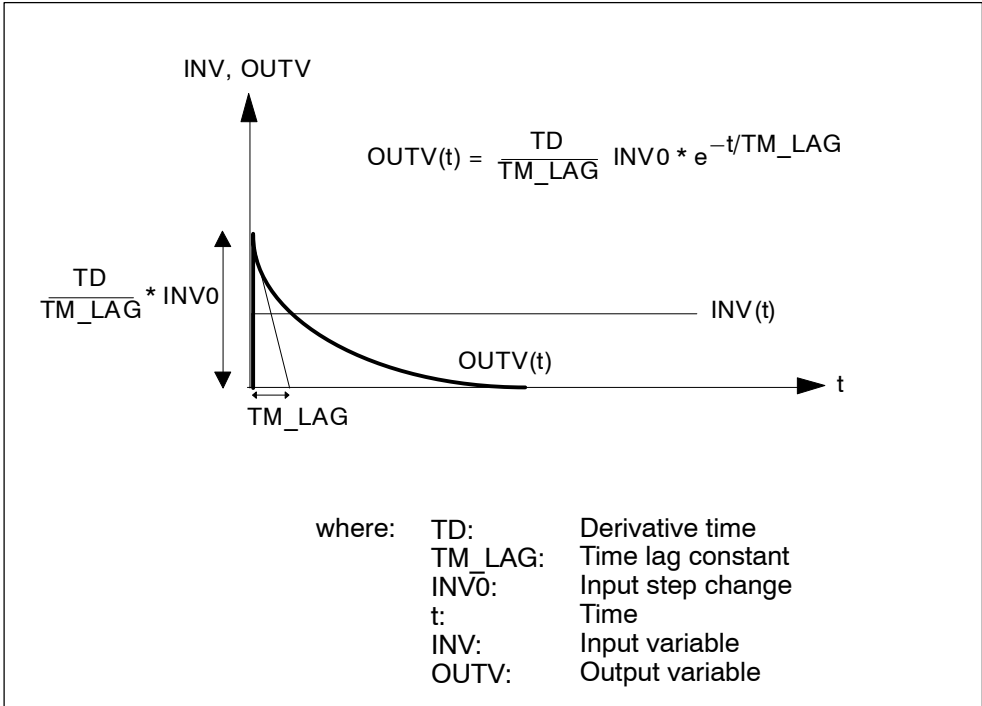 INV, OUTV
OUTV(t) = TD/TM_LAG INV0 * e^–t/TM_LAG
TD/TM_LAG * INV0
INV(t)
OUTV(t)
t
TM_LAG
where: TD: Derivative time
TM_LAG: Time lag constant
INV0: Input step change
t: Time
INV: Input variable
OUTV: Output variable